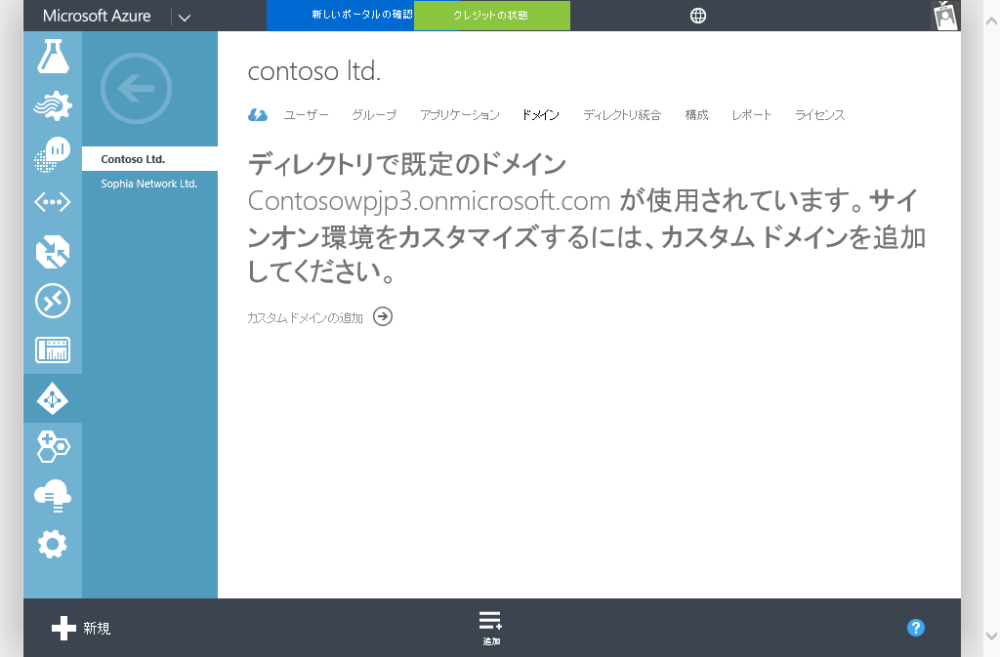 Microsoft Azure
新しいポータルの確認
クレジットの状態
Contoso Ltd.
Sophia Network Ltd.
contoso ltd.
ユーザー グループ アプリケーション ドメイン ディレクトリ統合 構成 レポート ライセンス
ディレクトリで既定のドメイン
Contosowpjp3.onmicrosoft.com が使用されています。サイ
ンオン環境をカスタマイズするには、カスタム ドメインを追加
してください。
カスタム ドメインの追加
新規
追加
?